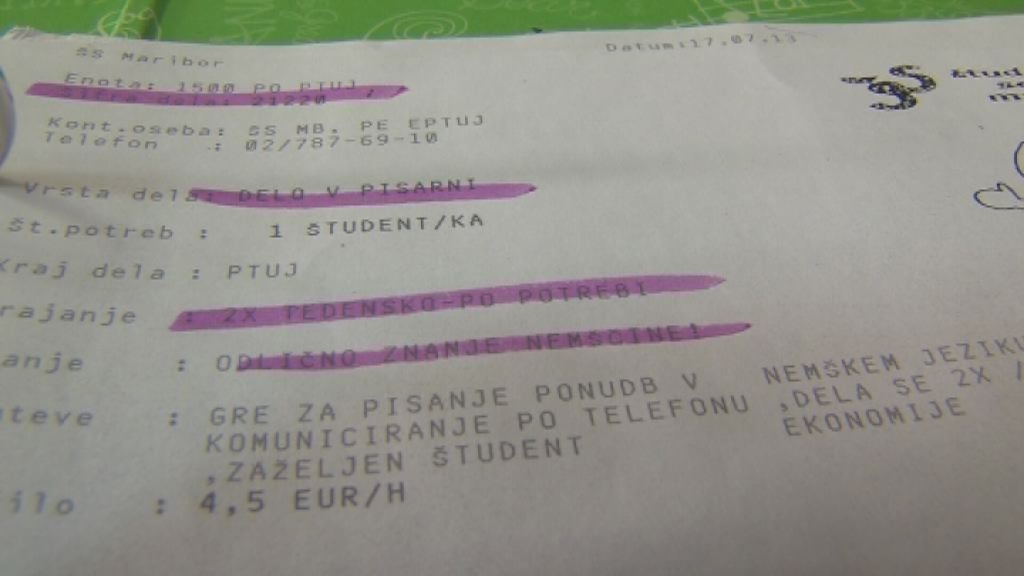 ŠS Maribor
Datum:17.07.13
Enota: 1500 PO PTUJ
Šifra dela: 21220
Kont.oseba: ŠS MB, PE EPTUJ
Telefon .: 02/787-69-10
Vrsta dela: DELO V PISARNI
Št.potreb : 1 ŠTUDENT/KA
Kraj dela : PTUJ
rajanje : 2X TEDENSKO-PO POTREBI
anje : ODLIČNO ZNANJE NEMŠČINE!
teve : GRE ZA PISANJE PONUDB V NEMŠKEM JEZIKU
KOMUNICIRANJE PO TELEFONU ,DELA SE 2X /
,ZAŽELJEN ŠTUDENT EKONOMIJE
ilo : 4,5 EUR/H